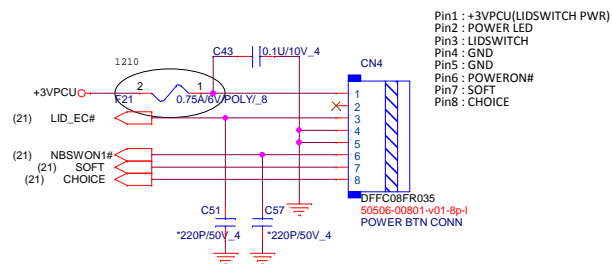 Pin1 : +3VPCU(LIDSWITCH PWR)
Pin2 : POWER LED
Pin3 : LIDSWITCH
Pin4 : GND
Pin5 : GND
Pin6 : POWERON#
Pin7 : SOFT
Pin8 : CHOICE
C43 0.1U/10V_4
CN4
1210
+3VPCU
2 1
F21 0.75A/6V/POLY/_8
1
2
(21) LID_EC#
3
4
5
(21) NBSWON1#
6
(21) SOFT
7
(21) CHOICE
8
DFFC08FR035
50506-00801-v01-8p-l
POWER BTN CONN
C51 C57
*220P/50V_4 *220P/50V_4